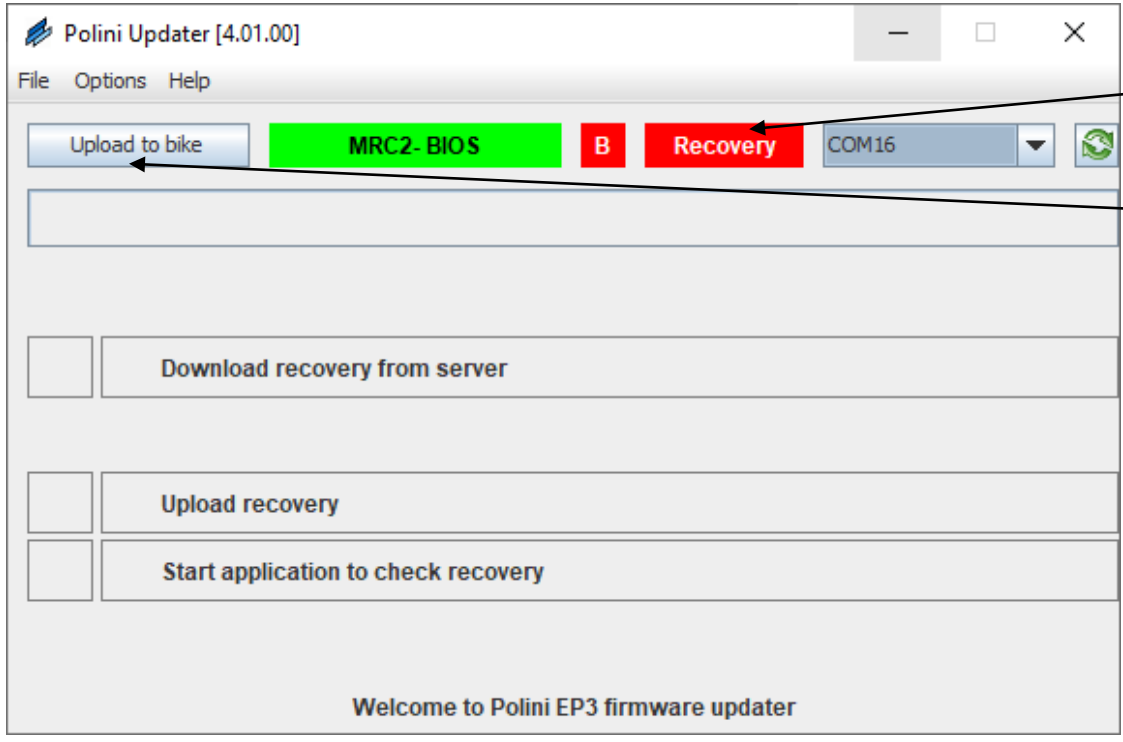 Polini Updater [4.01.00]
File Options Help
Upload to bike MRC2- BIOS B Recovery COM16
Download recovery from server
Upload recovery
Start application to check recovery
Welcome to Polini EP3 firmware updater